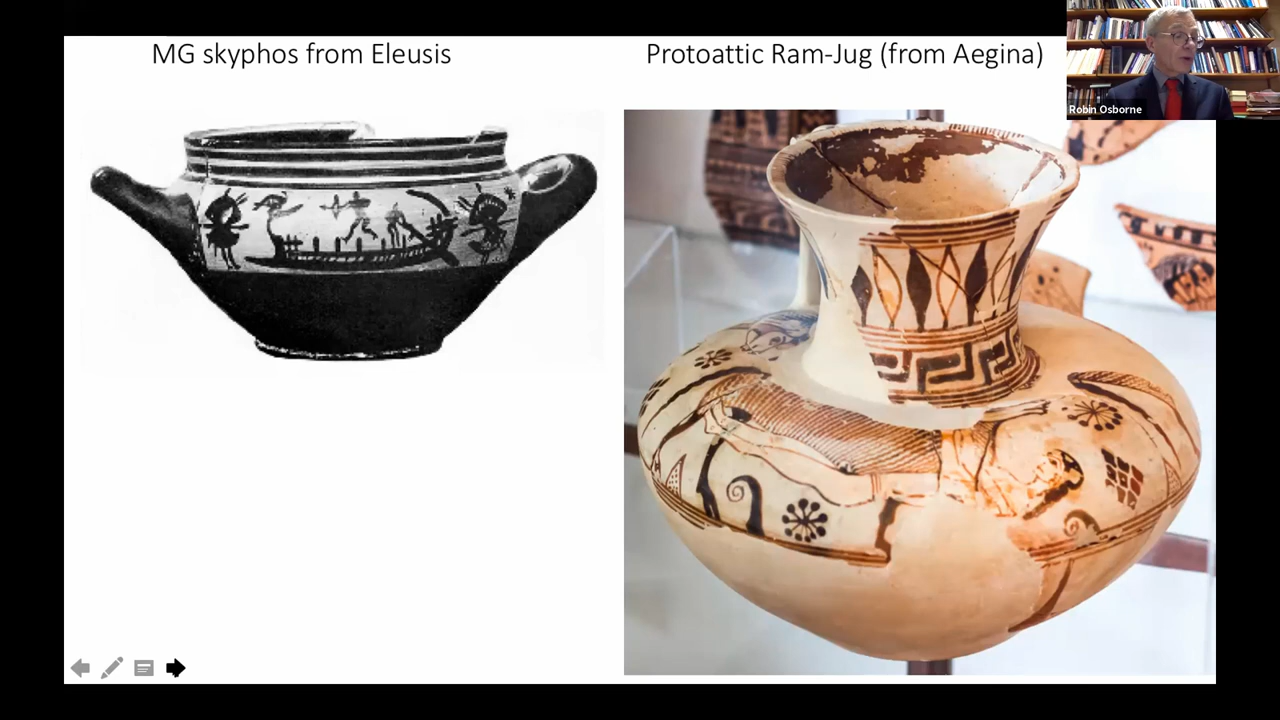 MG skyphos from Eleusis
Protoattic Ram-Jug (from Aegina)
Robin Osborne